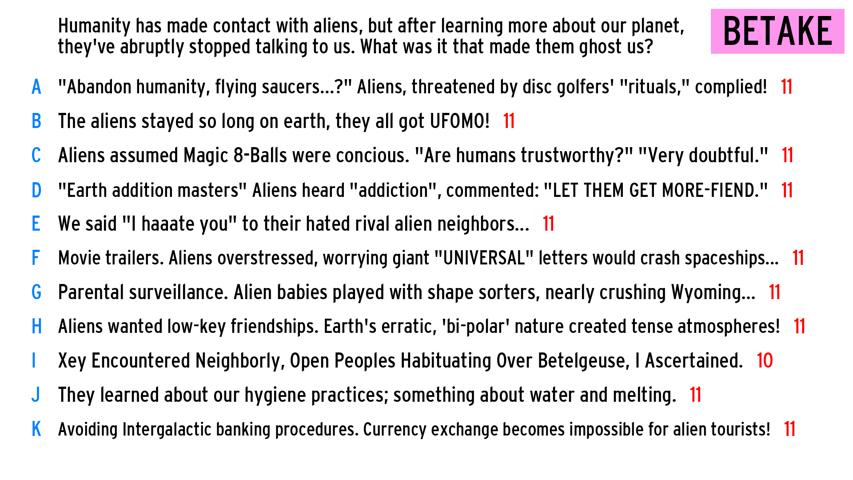 Humanity has made contact with aliens, but after learning more about our planet,
they've abruptly stopped talking to us. What was it that made them ghost us?
BETAKE
A "Abandon humanity, flying saucers...?" Aliens, threatened by disc golfers' "rituals," complied! 11
B The aliens stayed so long on earth, they all got UFOMO! 11
C Aliens assumed Magic 8-Balls were concious. "Are humans trustworthy?" "Very doubtful." 11
D "Earth addition masters" Aliens heard "addiction", commented: "LET THEM GET MORE-FIEND." 11
E We said "I haaate you" to their hated rival alien neighbors... 11
F Movie trailers. Aliens overstressed, worrying giant "UNIVERSAL" letters would crash spaceships... 11
G Parental surveillance. Alien babies played with shape sorters, nearly crushing Wyoming... 11
H Aliens wanted low-key friendships. Earth's erratic, 'bi-polar' nature created tense atmospheres! 11
I Xey Encountered Neighborly, Open Peoples Habituating Over Betelgeuse, I Ascertained. 10
J They learned about our hygiene practices; something about water and melting. 11
K Avoiding Intergalactic banking procedures. Currency exchange becomes impossible for alien tourists! 11